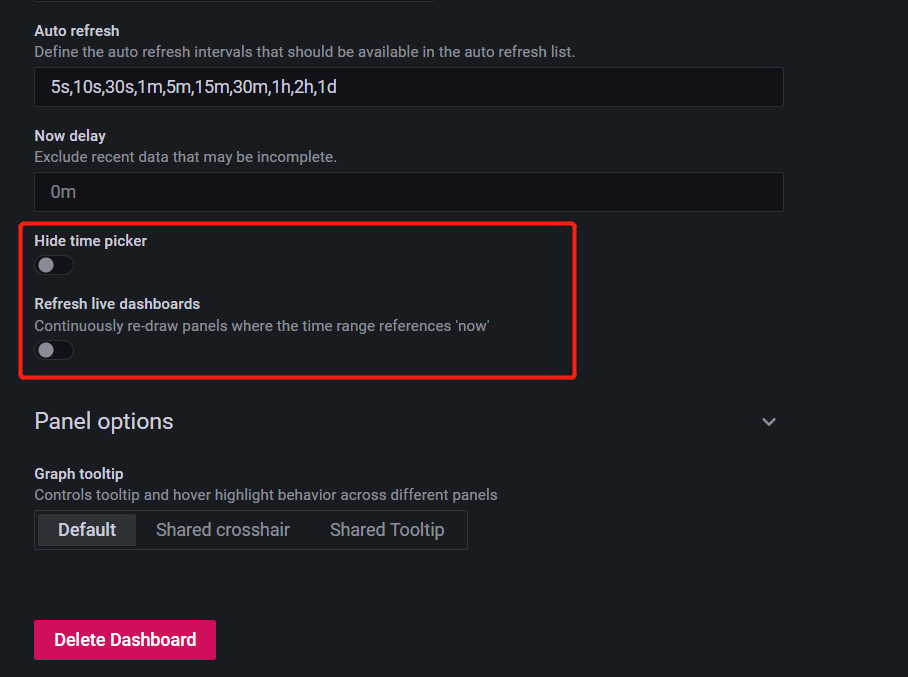 Auto refresh
Define the auto refresh intervals that should be available in the auto refresh list.
5s,10s,30s,1m,5m,15m,30m,1h,2h,1d
Now delay
Exclude recent data that may be incomplete.
0m
Hide time picker
Refresh live dashboards
Continuously re-draw panels where the time range references 'now'
Panel options
Graph tooltip
Controls tooltip and hover highlight behavior across different panels
Default Shared crosshair Shared Tooltip
Delete Dashboard